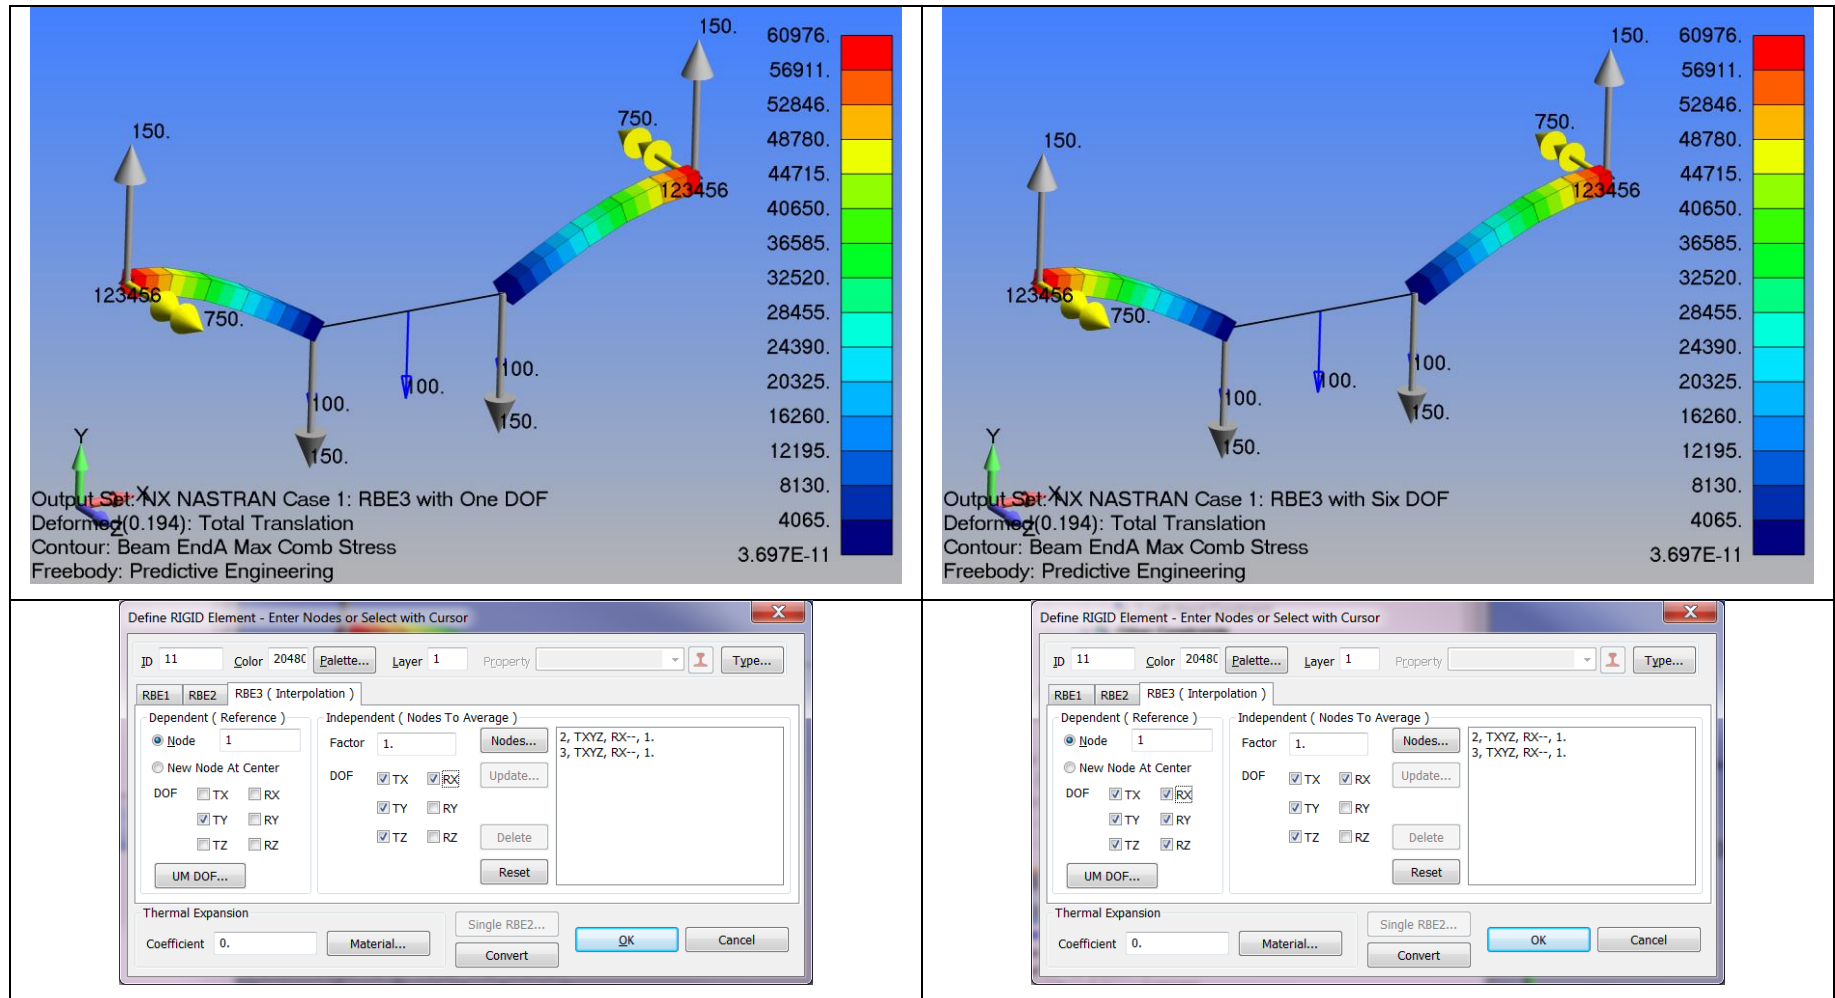 150.
150.
750.
123456
123456
750.
100.
100.
100.
150.
150.
60976.
56911.
52846.
48780.
44715.
40650.
36585.
32520.
28455.
24390.
20325.
16260.
12195.
8130.
4065.
3.697E-11
Y
X
Z
Output Set: NX NASTRAN Case 1: RBE3 with One DOF
Deformed(0.194): Total Translation
Contour: Beam EndA Max Comb Stress
Freebody: Predictive Engineering
150.
150.
750.
123456
123456
750.
100.
100.
100.
150.
150.
60976.
56911.
52846.
48780.
44715.
40650.
36585.
32520.
28455.
24390.
20325.
16260.
12195.
8130.
4065.
3.697E-11
Y
X
Z
Output Set: NX NASTRAN Case 1: RBE3 with Six DOF
Deformed(0.194): Total Translation
Contour: Beam EndA Max Comb Stress
Freebody: Predictive Engineering
Define RIGID Element - Enter Nodes or Select with Cursor
ID 11 Color 2048 Palette... Layer 1 Property Type...
RBE1 RBE2 RBE3 ( Interpolation )
Dependent ( Reference ) Independent ( Nodes To Average )
Node 1 Factor 1. Nodes... 2, TXYZ, RX--, 1.
3, TXYZ, RX--, 1.
New Node At Center DOF TX RX Update...
DOF TX RX
TY RY
TY RY
TZ RZ Delete
TZ RZ
UM DOF... Reset
Thermal Expansion Single RBE2...
Coefficient 0. Material... OK Cancel
Convert
Define RIGID Element - Enter Nodes or Select with Cursor
ID 11 Color 2048 Palette... Layer 1 Property Type...
RBE1 RBE2 RBE3 ( Interpolation )
Dependent ( Reference ) Independent ( Nodes To Average )
Node 1 Factor 1. Nodes... 2, TXYZ, RX--, 1.
3, TXYZ, RX--, 1.
New Node At Center DOF TX RX Update...
DOF TX RX
TY RY
TY RY
TZ RZ Delete
TZ RZ
UM DOF... Reset
Thermal Expansion Single RBE2...
Coefficient 0. Material... OK Cancel
Convert